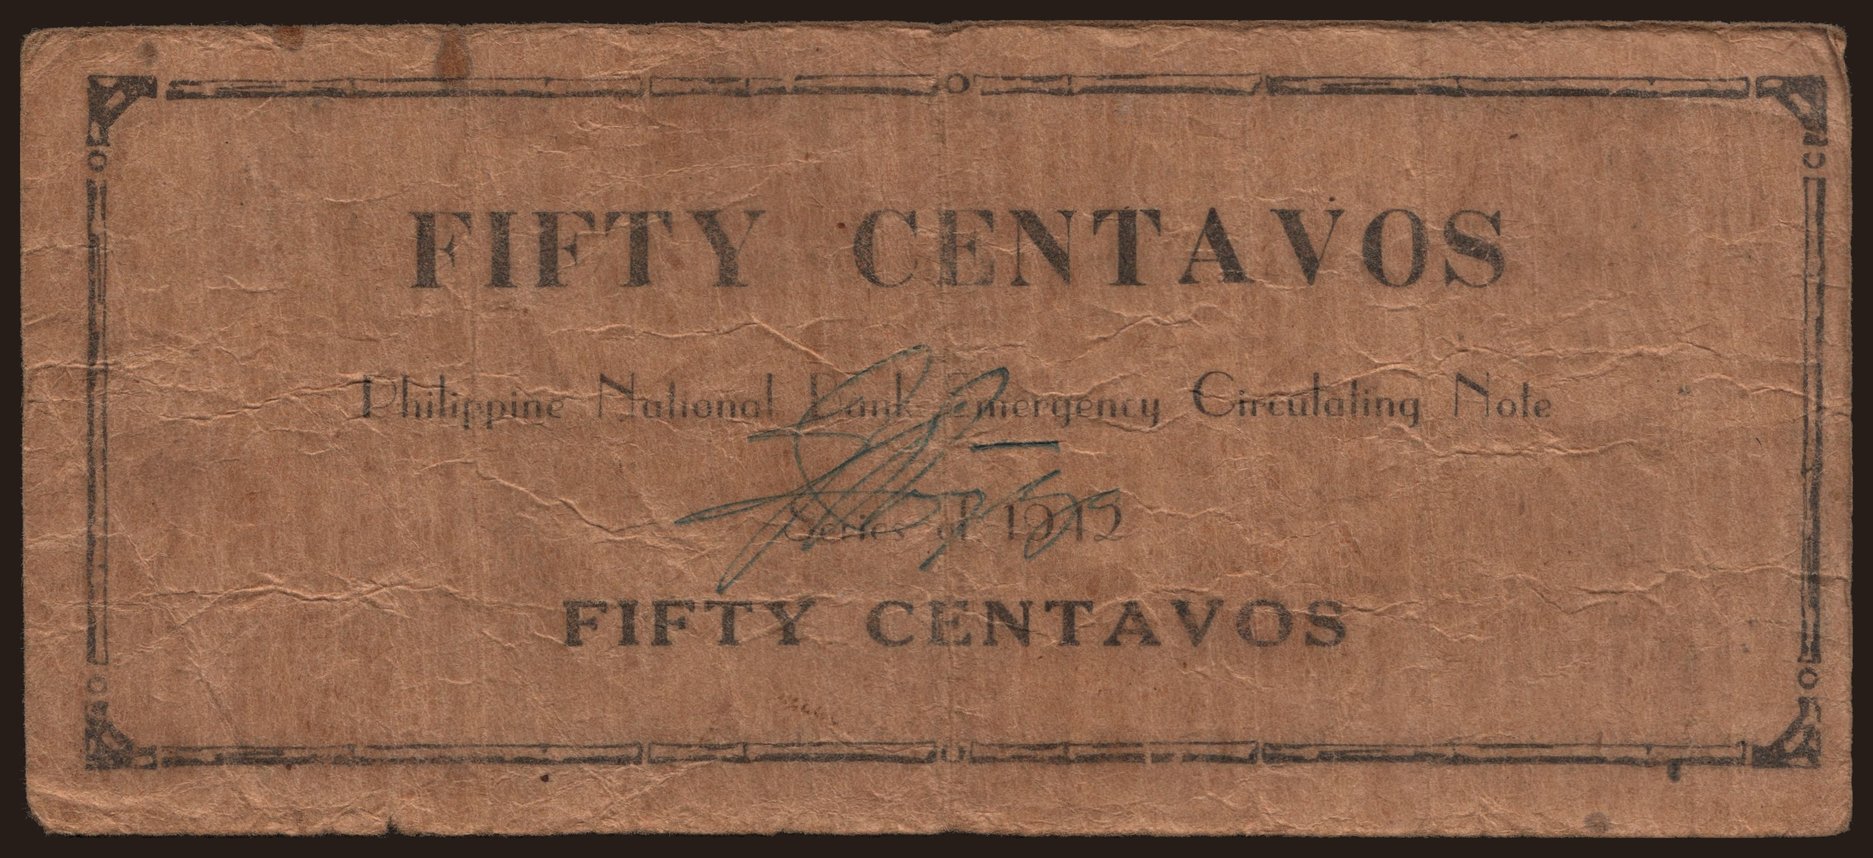 FIFTY CENTAVOS
Philippine National Bank Emergency Circulating Note
Series of 1942
FIFTY CENTAVOS